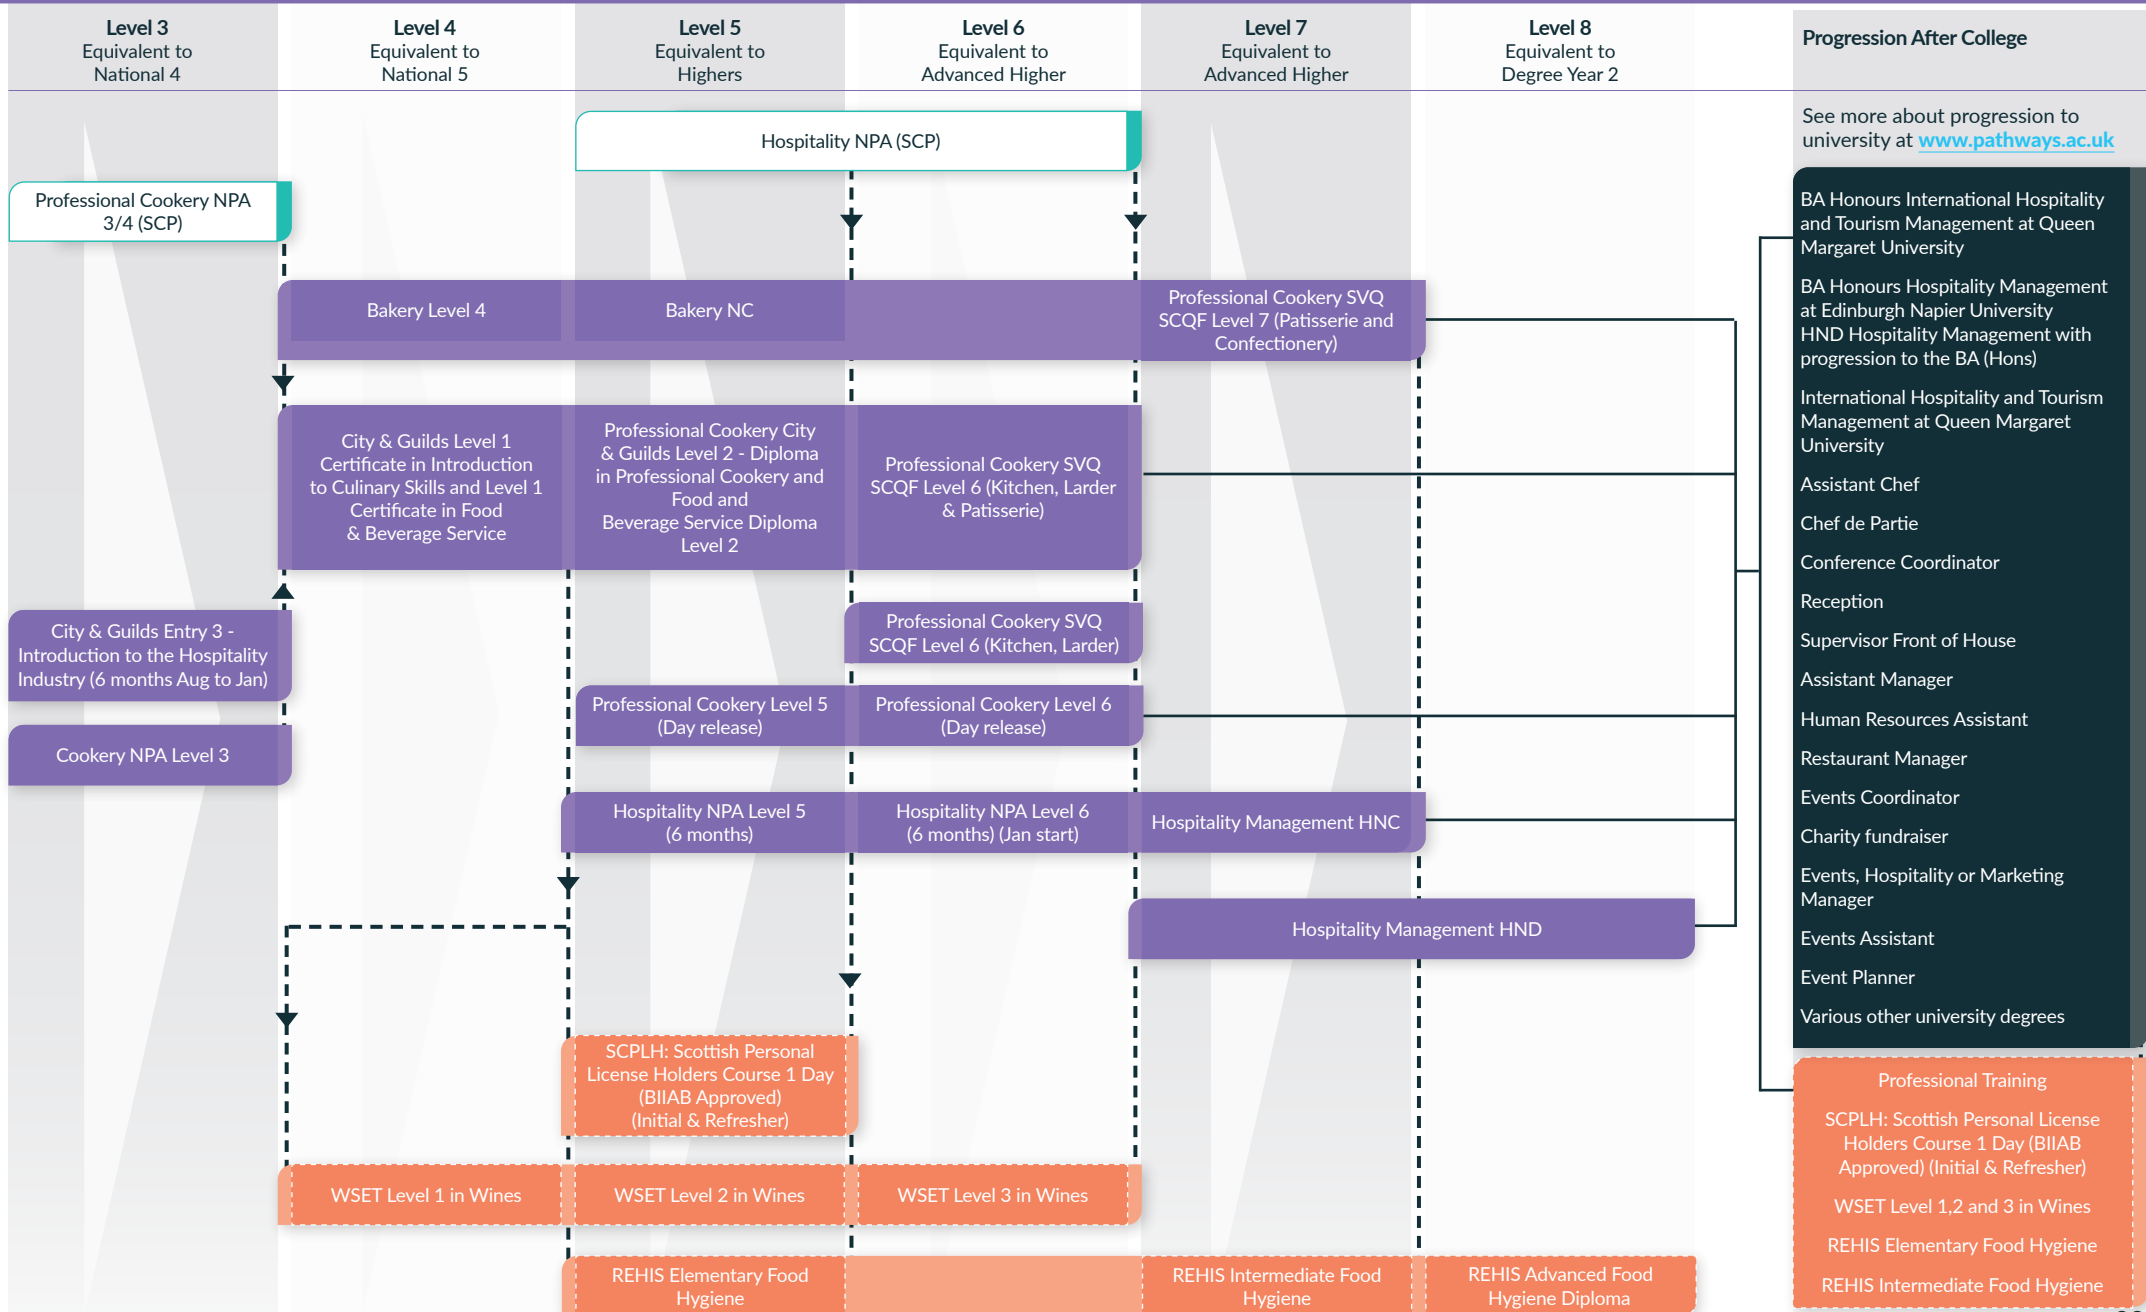 Level 3
Equivalent to
National 4
Level 4
Equivalent to
National 5
Level 5
Equivalent to
Highers
Level 6
Equivalent to
Advanced Higher
Level 7
Equivalent to
Advanced Higher
Level 8
Equivalent to
Degree Year 2
Progression After College
Hospitality NPA (SCP)
Professional Cookery NPA
3/4 (SCP)
Bakery Level 4
Bakery NC
Professional Cookery SVQ
SCQF Level 7 (Patisserie and
Confectionery)
City & Guilds Level 1
Certificate in Introduction
to Culinary Skills and Level 1
Certificate in Food
& Beverage Service
Professional Cookery City
& Guilds Level 2 - Diploma
in Professional Cookery and
Food and
Beverage Service Diploma
Level 2
Professional Cookery SVQ
SCQF Level 6 (Kitchen, Larder
& Patisserie)
City & Guilds Entry 3 -
Introduction to the Hospitality
Industry (6 months Aug to Jan)
Professional Cookery SVQ
SCQF Level 6 (Kitchen, Larder)
Professional Cookery Level 5
(Day release)
Professional Cookery Level 6
(Day release)
Cookery NPA Level 3
Hospitality NPA Level 5
(6 months)
Hospitality NPA Level 6
(6 months) (Jan start)
Hospitality Management HNC
Hospitality Management HND
SCPLH: Scottish Personal
License Holders Course 1 Day
(BIIAB Approved)
(Initial & Refresher)
WSET Level 1 in Wines
WSET Level 2 in Wines
WSET Level 3 in Wines
REHIS Elementary Food
Hygiene
REHIS Intermediate Food
Hygiene
REHIS Advanced Food
Hygiene Diploma
See more about progression to
university at www.pathways.ac.uk
BA Honours International Hospitality
and Tourism Management at Queen
Margaret University
BA Honours Hospitality Management
at Edinburgh Napier University
HND Hospitality Management with
progression to the BA (Hons)
International Hospitality and Tourism
Management at Queen Margaret
University
Assistant Chef
Chef de Partie
Conference Coordinator
Reception
Supervisor Front of House
Assistant Manager
Human Resources Assistant
Restaurant Manager
Events Coordinator
Charity fundraiser
Events, Hospitality or Marketing
Manager
Events Assistant
Event Planner
Various other university degrees
Professional Training
SCPLH: Scottish Personal License
Holders Course 1 Day (BIIAB
Approved) (Initial & Refresher)
WSET Level 1,2 and 3 in Wines
REHIS Elementary Food Hygiene
REHIS Intermediate Food Hygiene